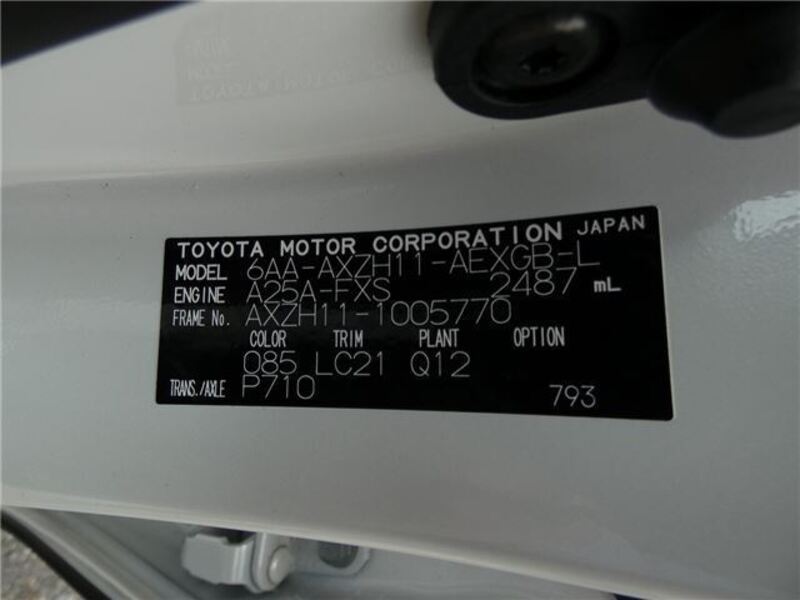 TOYOTA MOTOR CORPORATION JAPAN
MODEL 6AA-AXZH11-AEXGB-L
ENGINE A25A-FXS 2487 mL
FRAME No. AXZH11-1005770
COLOR TRIM PLANT OPTION
085 LC21 Q12
TRANS./AXLE P710 793